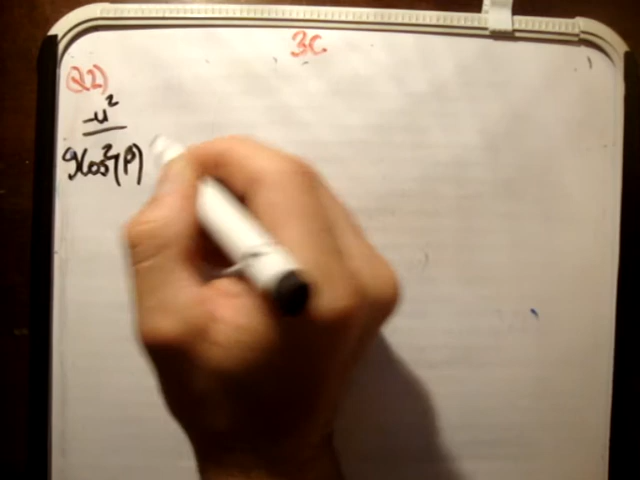 3C
Q2)
-u²
g(cos²(β)